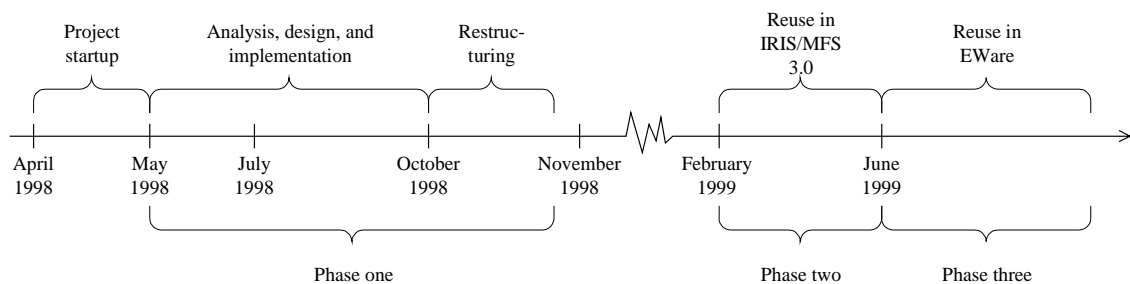 Project
startup
Analysis, design, and
implementation
Restruc-
turing
Reuse in
IRIS/MFS
3.0
Reuse in
EWare
April
1998
May
1998
July
1998
October
1998
November
1998
February
1999
June
1999
Phase one
Phase two
Phase three